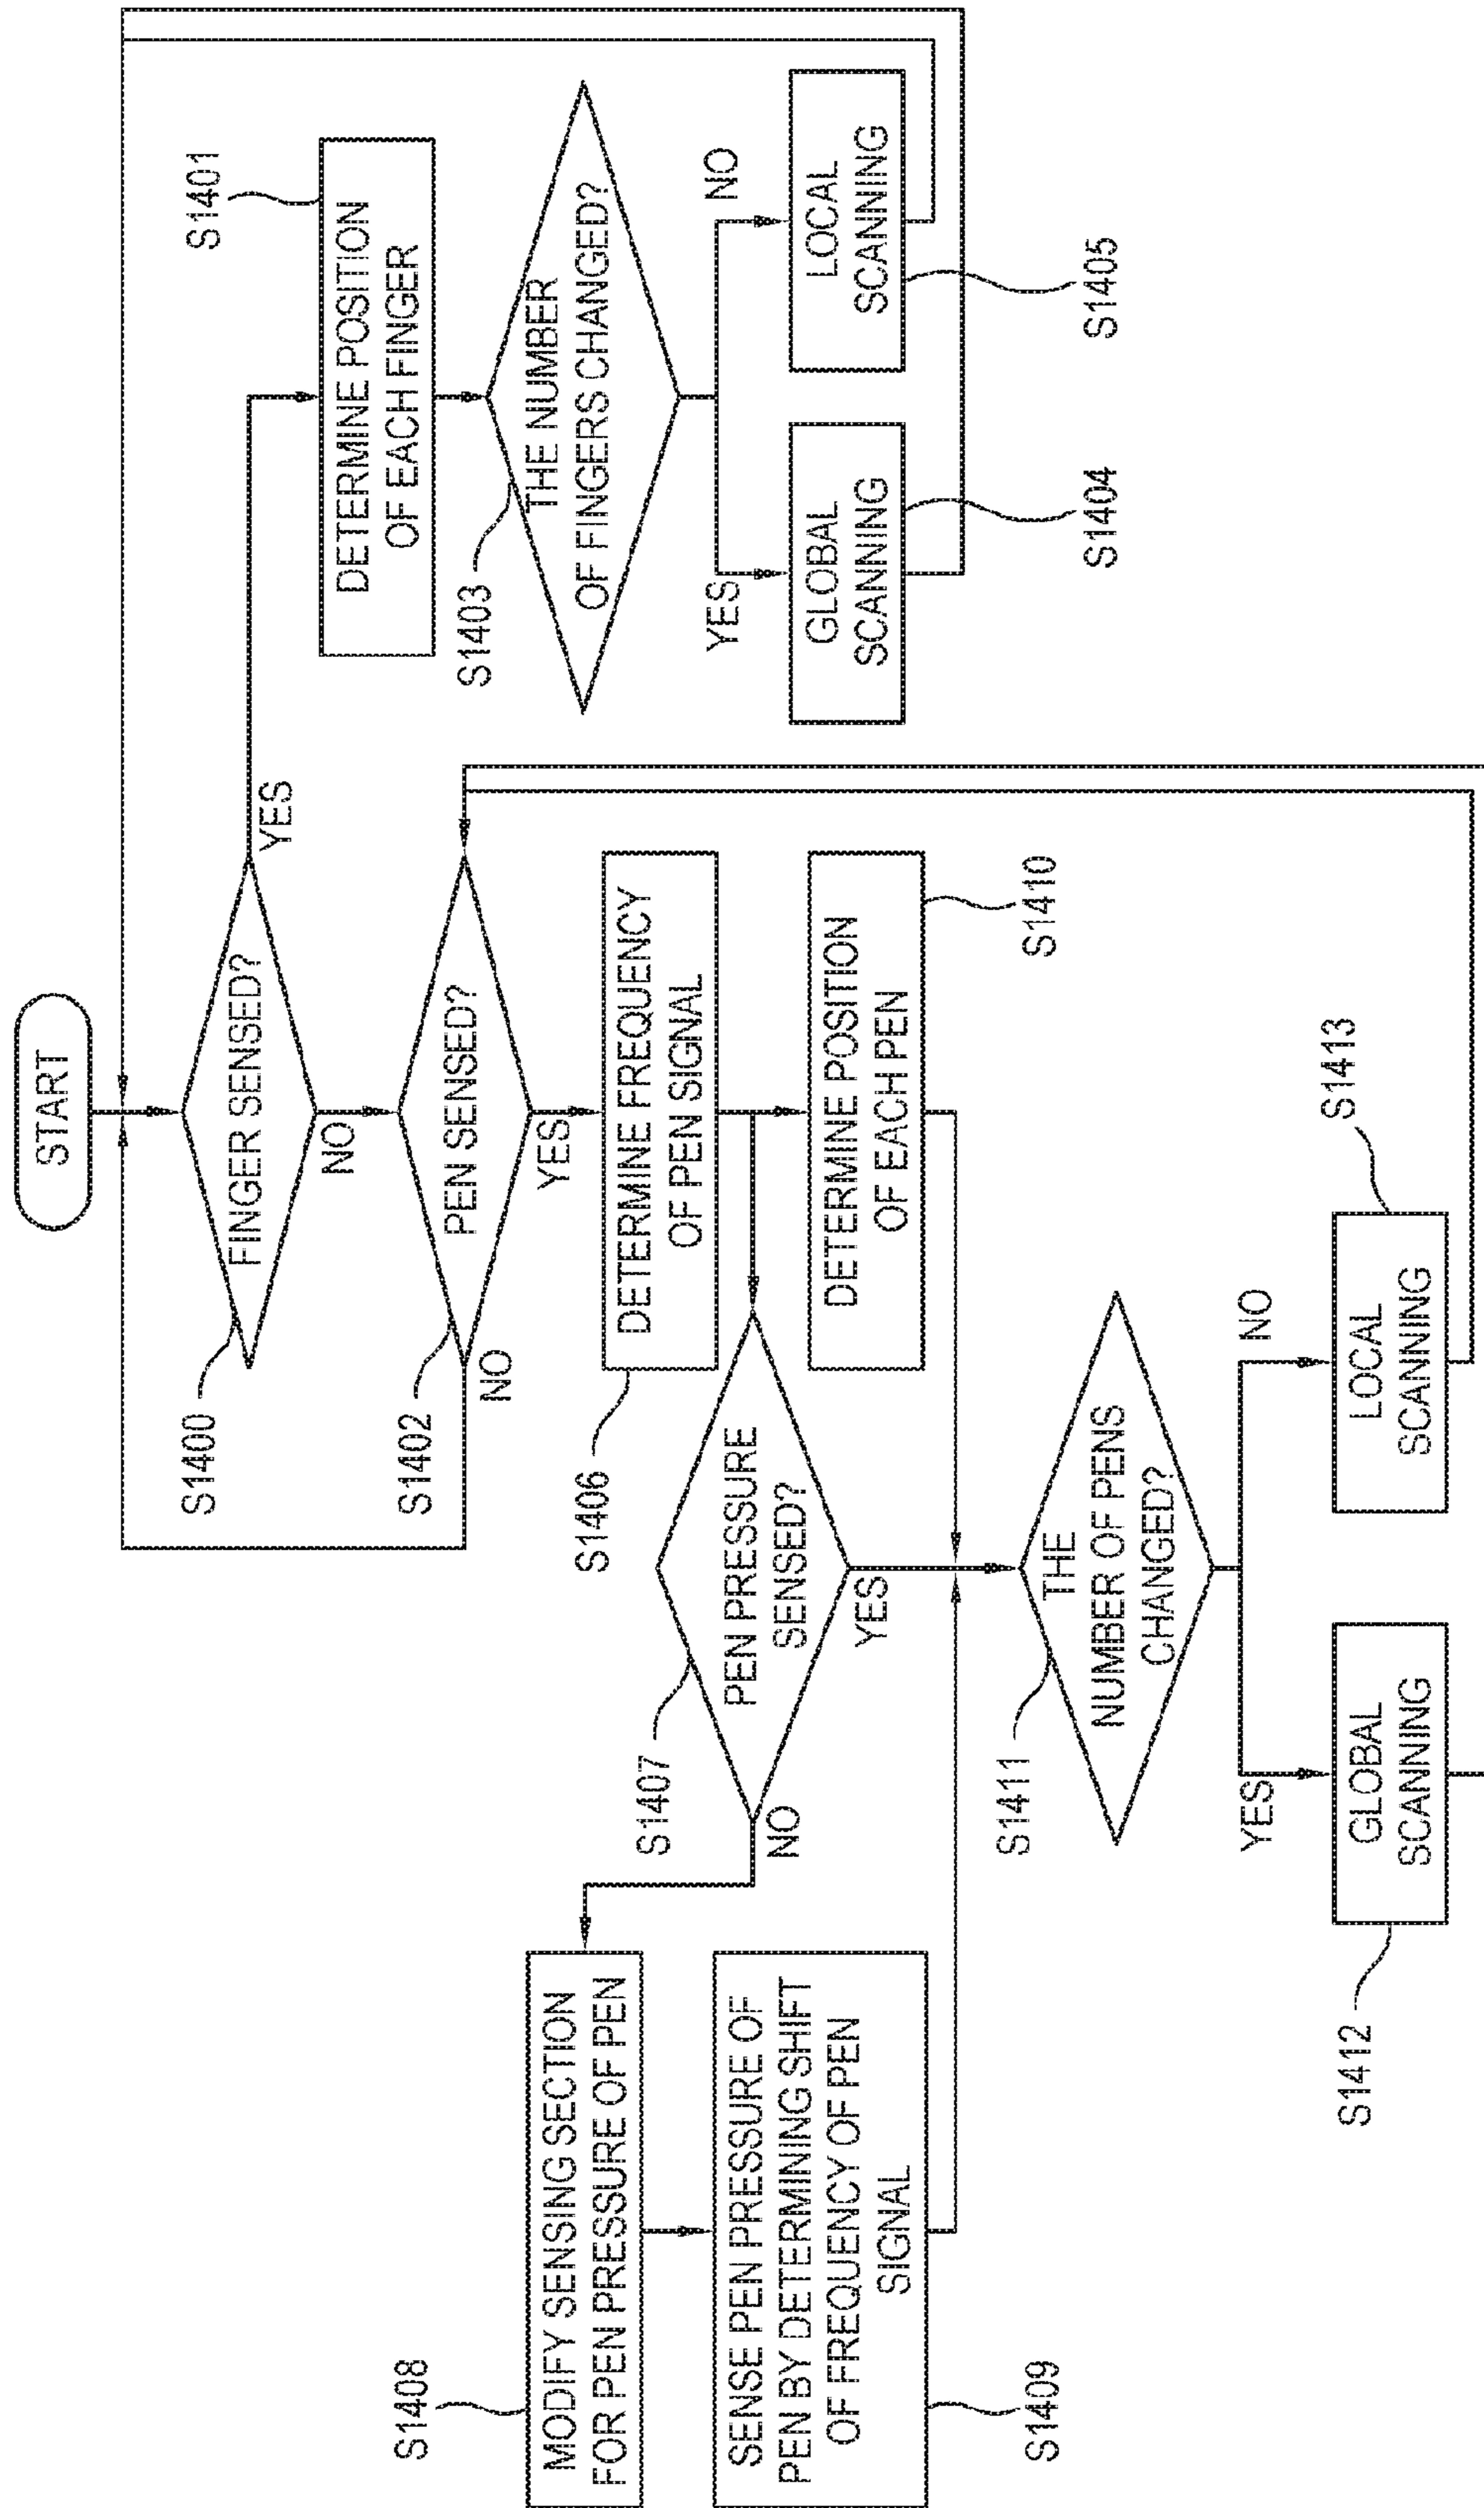 START
S1400
FINGER SENSED?
YES
NO
S1401
DETERMINE POSITION
OF EACH FINGER
S1402
PEN SENSED?
NO
YES
S1403
THE NUMBER
OF FINGERS CHANGED?
YES
NO
GLOBAL
SCANNING
S1404
LOCAL
SCANNING
S1405
S1406
DETERMINE FREQUENCY
OF PEN SIGNAL
S1407
PEN PRESSURE
SENSED?
NO
YES
DETERMINE POSITION
OF EACH PEN
S1410
S1408
MODIFY SENSING SECTION
FOR PEN PRESSURE OF PEN
SENSE PEN PRESSURE OF
PEN BY DETERMINING SHIFT
OF FREQUENCY OF PEN
SIGNAL
S1409
S1411
THE
NUMBER OF PENS
CHANGED?
YES
NO
GLOBAL
SCANNING
S1412
LOCAL
SCANNING
S1413